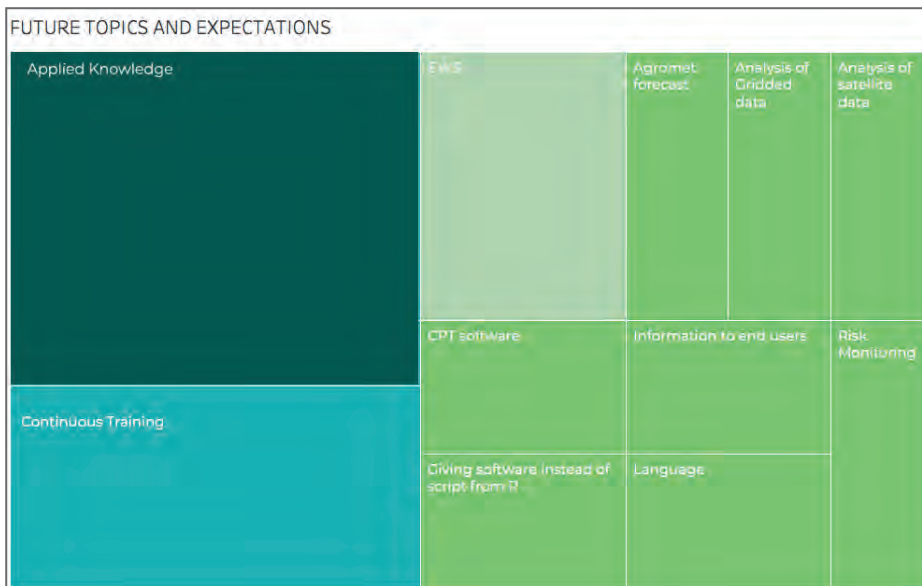 FUTURE TOPICS AND EXPECTATIONS
Applied Knowledge
EWS
Agromet
forecast
Analysis of
Gridded
data
Analysis of
satellite
data
CPT software
Information to end users
Risk
Monitoring
Continuous Training
Giving software instead of
script from R
Language